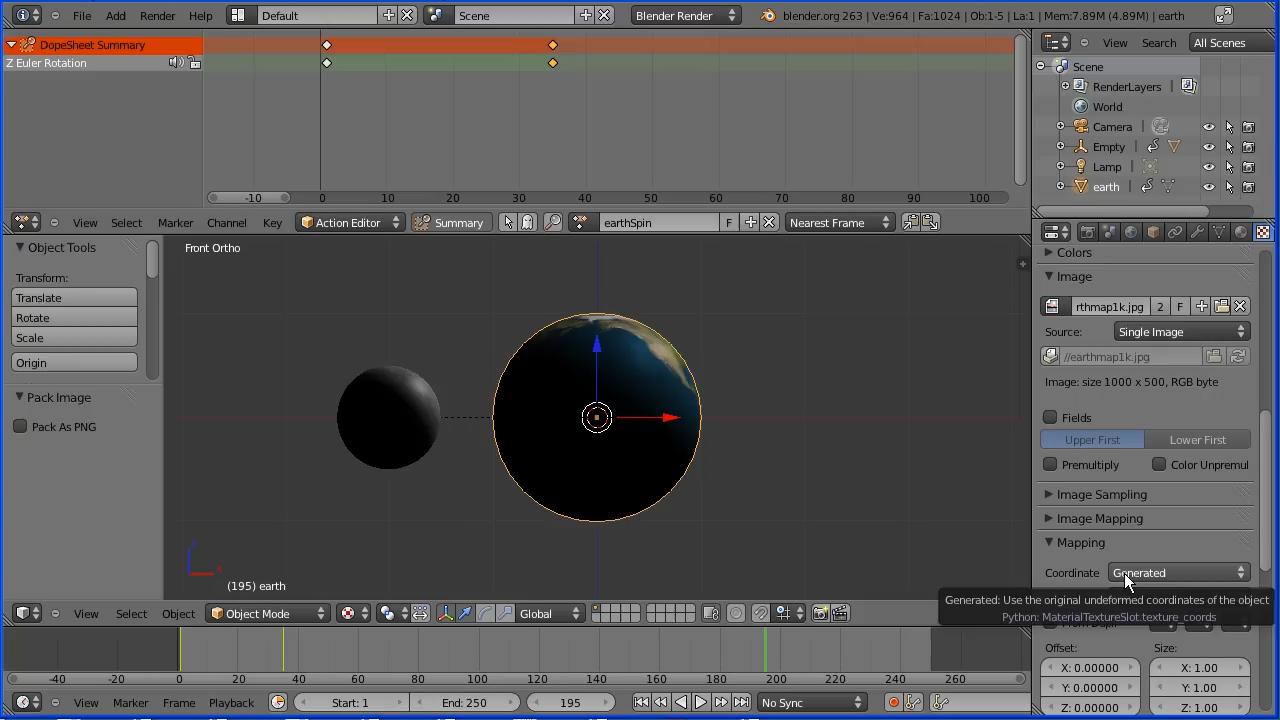 File Add Render Help Default Scene Blender Render blender.org 263 | Ve:964 | Fa:1024 | Ob:1-5 | La:1 | Mem:7.89M (4.89M) | earth
DopeSheet Summary
Z Euler Rotation
-10 0 10 20 30 40 50 60 70 80 90 100
View Select Marker Channel Key Action Editor Summary earthSpin F Nearest Frame
View Search All Scenes
Scene
RenderLayers
World
Camera
Empty
Lamp
earth
Object Tools
Transform:
Translate
Rotate
Scale
Origin
Pack Image
Pack As PNG
Front Ortho
(195) earth
View Select Object Object Mode Global
Colors
Image
rthmap1k.jpg 2 F
Source: Single Image
//earthmap1k.jpg
Image: size 1000 x 500, RGB byte
Fields
Upper First Lower First
Premultiply Color Unpremul
Image Sampling
Image Mapping
Mapping
Coordinate Generated
Generated: Use the original undeformed coordinates of the object
Python: MaterialTextureSlot.texture_coords
Offset: Size:
X: 0.00000 X: 1.00
Y: 0.00000 Y: 1.00
Z: 0.00000 Z: 1.00
-40 -20 0 20 40 60 80 100 120 140 160 180 200 220 240 260
View Marker Frame Playback Start: 1 End: 250 195 No Sync